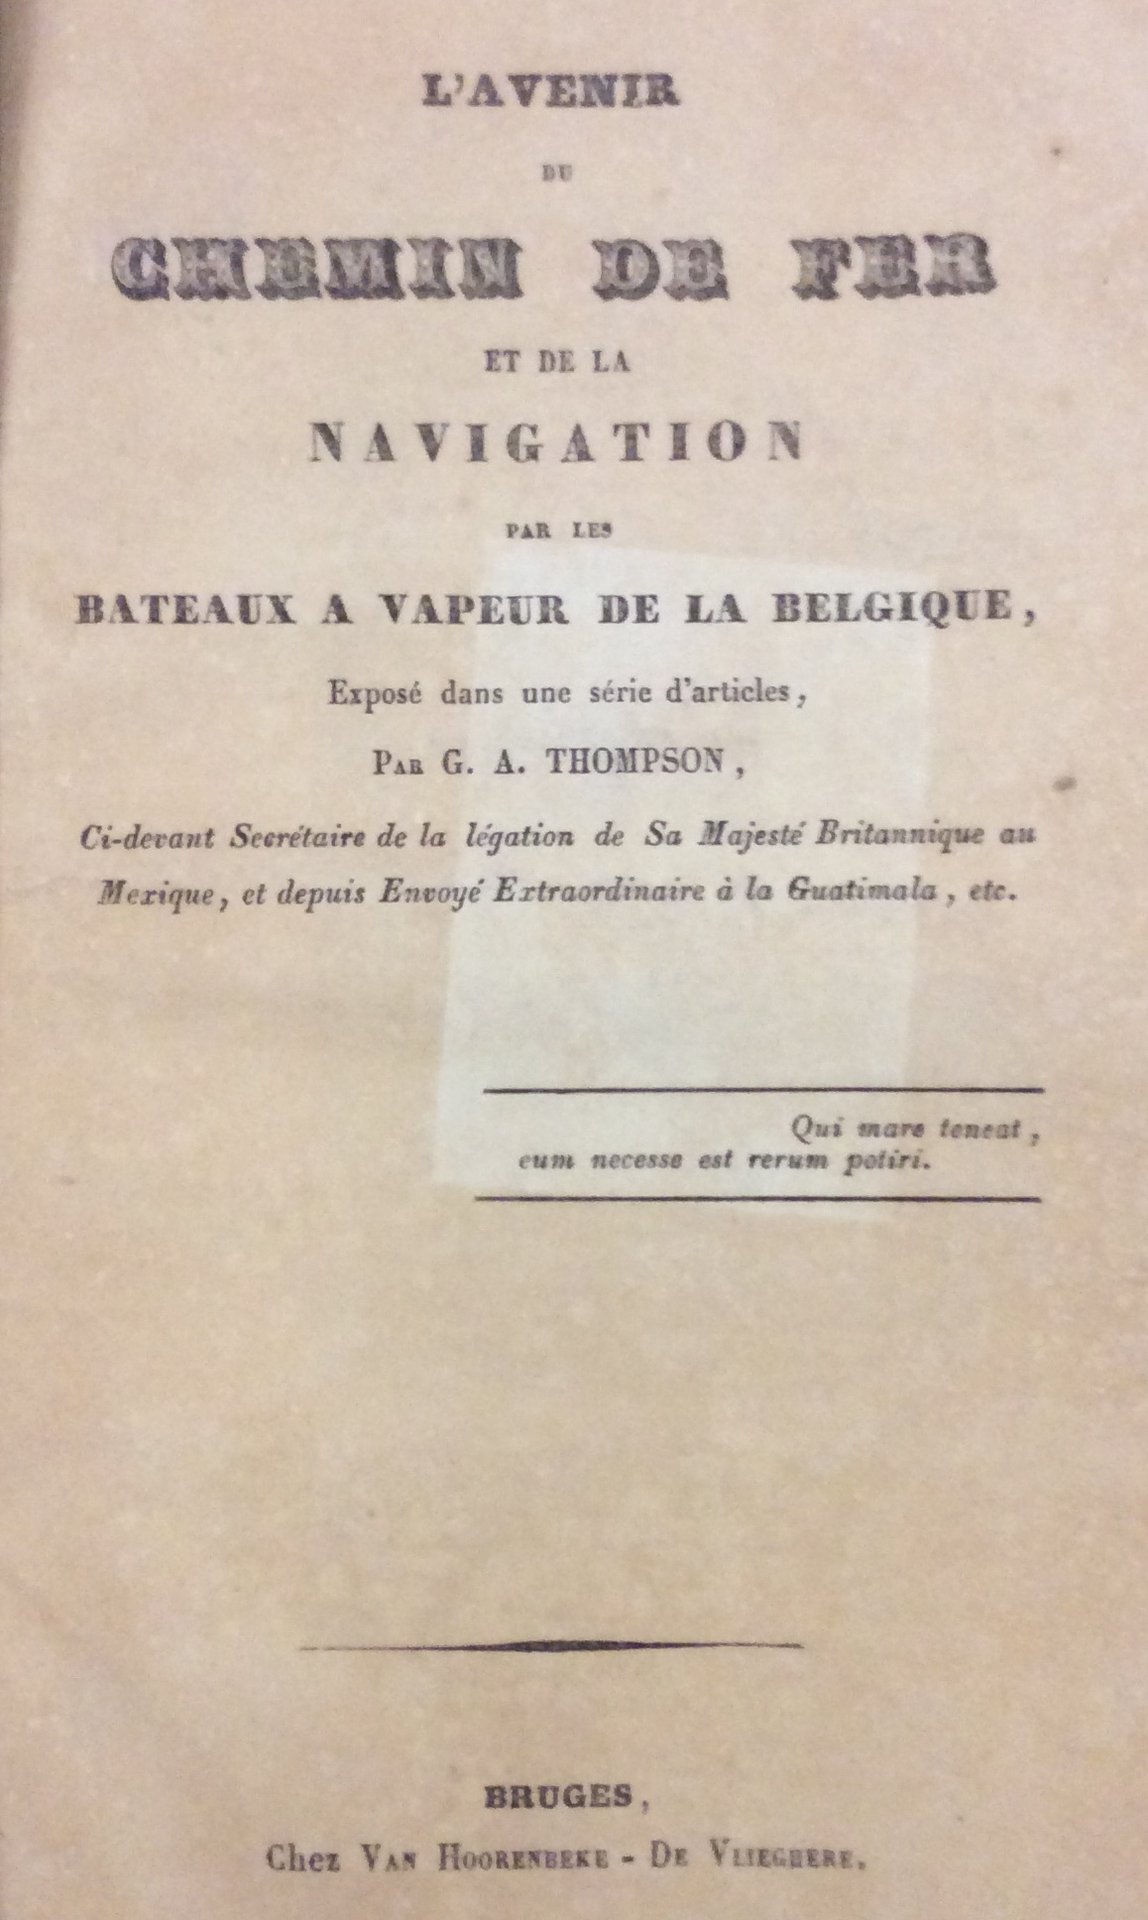 L'AVENIR
DU
CHEMIN DE FER
ET DE LA
NAVIGATION
PAR LES
BATEAUX A VAPEUR DE LA BELGIQUE,
Exposé dans une série d'articles,
PAR G. A. THOMPSON,
Ci-devant Secrétaire de la légation de Sa Majesté Britannique au
Mexique, et depuis Envoyé Extraordinaire à la Guatimala, etc.
Qui mare teneat,
eum necesse est rerum potiri.
BRUGES,
Chez VAN HOORENBEKE - DE VLIEGHERE.